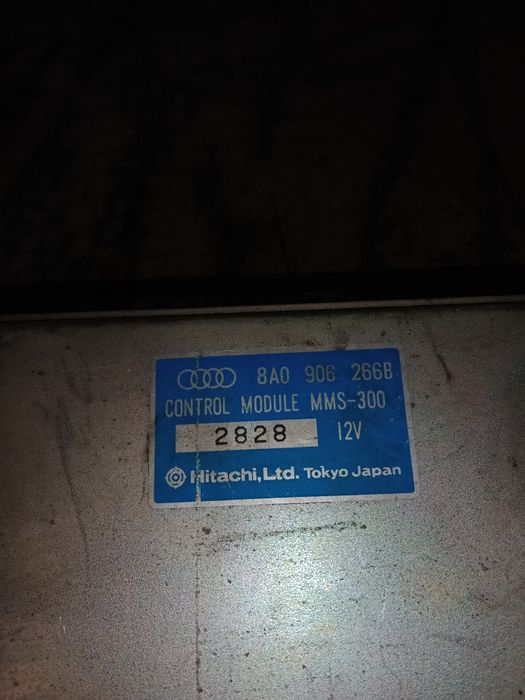 8A0 906 266B
CONTROL MODULE MMS-300
2828 12V
Hitachi, Ltd. Tokyo Japan